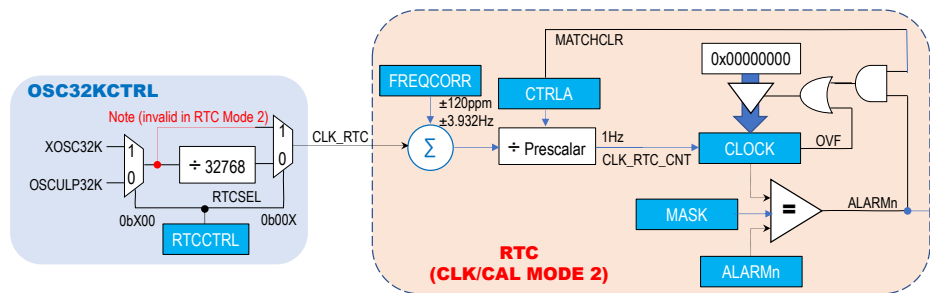 OSC32KCTRL
Note (invalid in RTC Mode 2)
XOSC32K
OSCULP32K
1
0
÷ 32768
1
0
RTCSEL
0bX00
0b00X
RTCCTRL
CLK_RTC
MATCHCLR
FREQCORR
±120ppm
±3.932Hz
CTRLA
0x00000000
Σ
÷ Prescalar
1Hz
CLK_RTC_CNT
CLOCK
OVF
MASK
=
ALARMn
ALARMn
RTC
(CLK/CAL MODE 2)